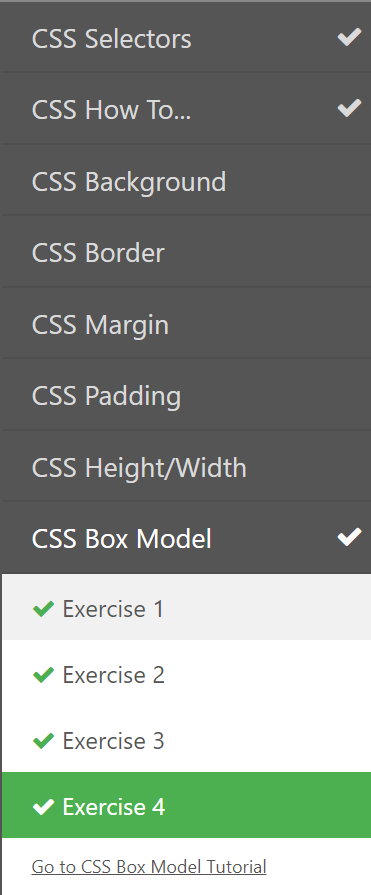 CSS Selectors
CSS How To...
CSS Background
CSS Border
CSS Margin
CSS Padding
CSS Height/Width
CSS Box Model
Exercise 1
Exercise 2
Exercise 3
Exercise 4
Go to CSS Box Model Tutorial